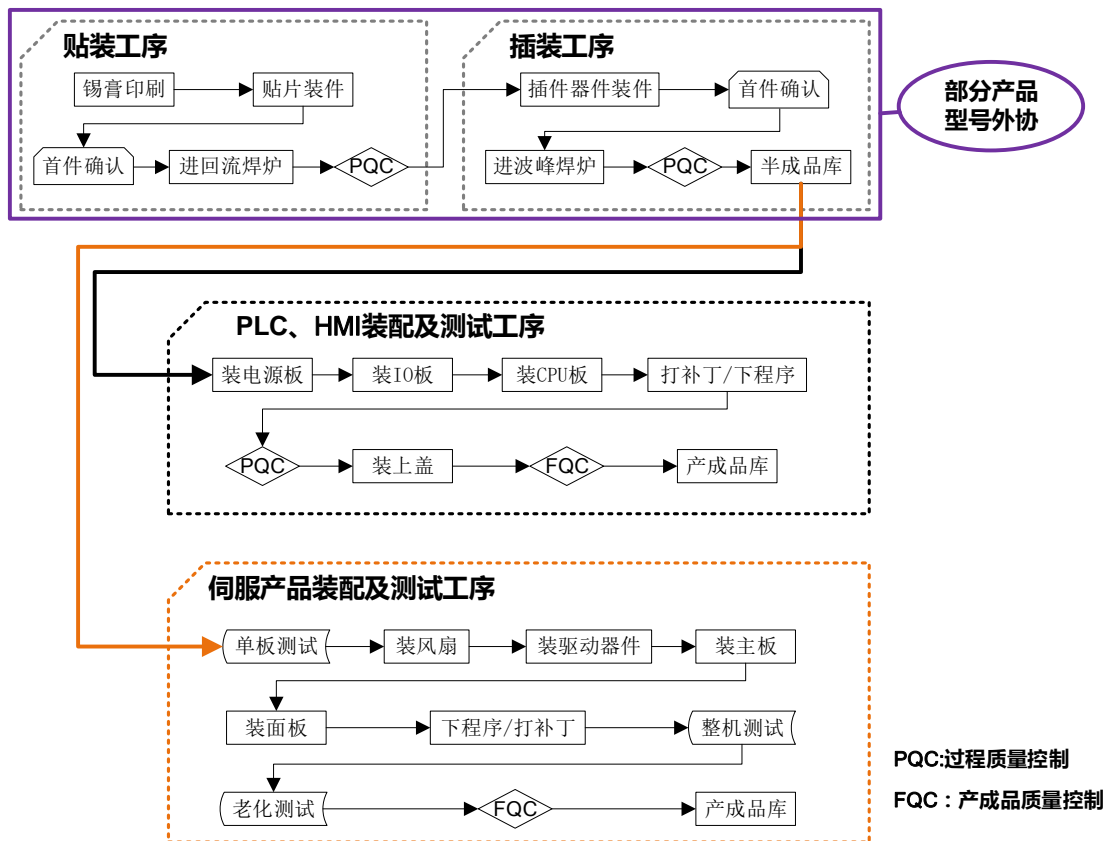 贴装工序
锡膏印刷
贴片装件
首件确认
进回流焊炉
PQC
插装工序
插件器件装件
首件确认
进波峰焊炉
PQC
半成品库
部分产品
型号外协
PLC、HMI装配及测试工序
装电源板
装IO板
装CPU板
打补丁/下程序
PQC
装上盖
FQC
产成品库
伺服产品装配及测试工序
单板测试
装风扇
装驱动器件
装主板
装面板
下程序/打补丁
整机测试
老化测试
FQC
产成品库
PQC:过程质量控制
FQC：产成品质量控制